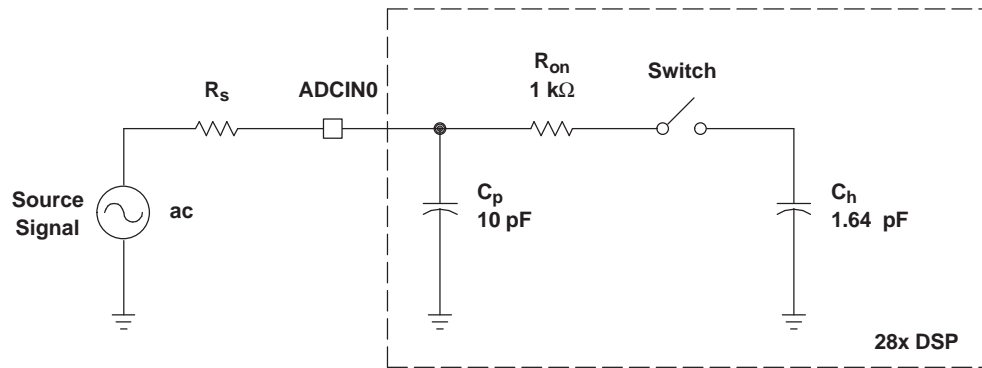 Rs
ADCIN0
Ron
1 kΩ
Switch
Source
Signal
ac
Cp
10 pF
Ch
1.64 pF
28x DSP